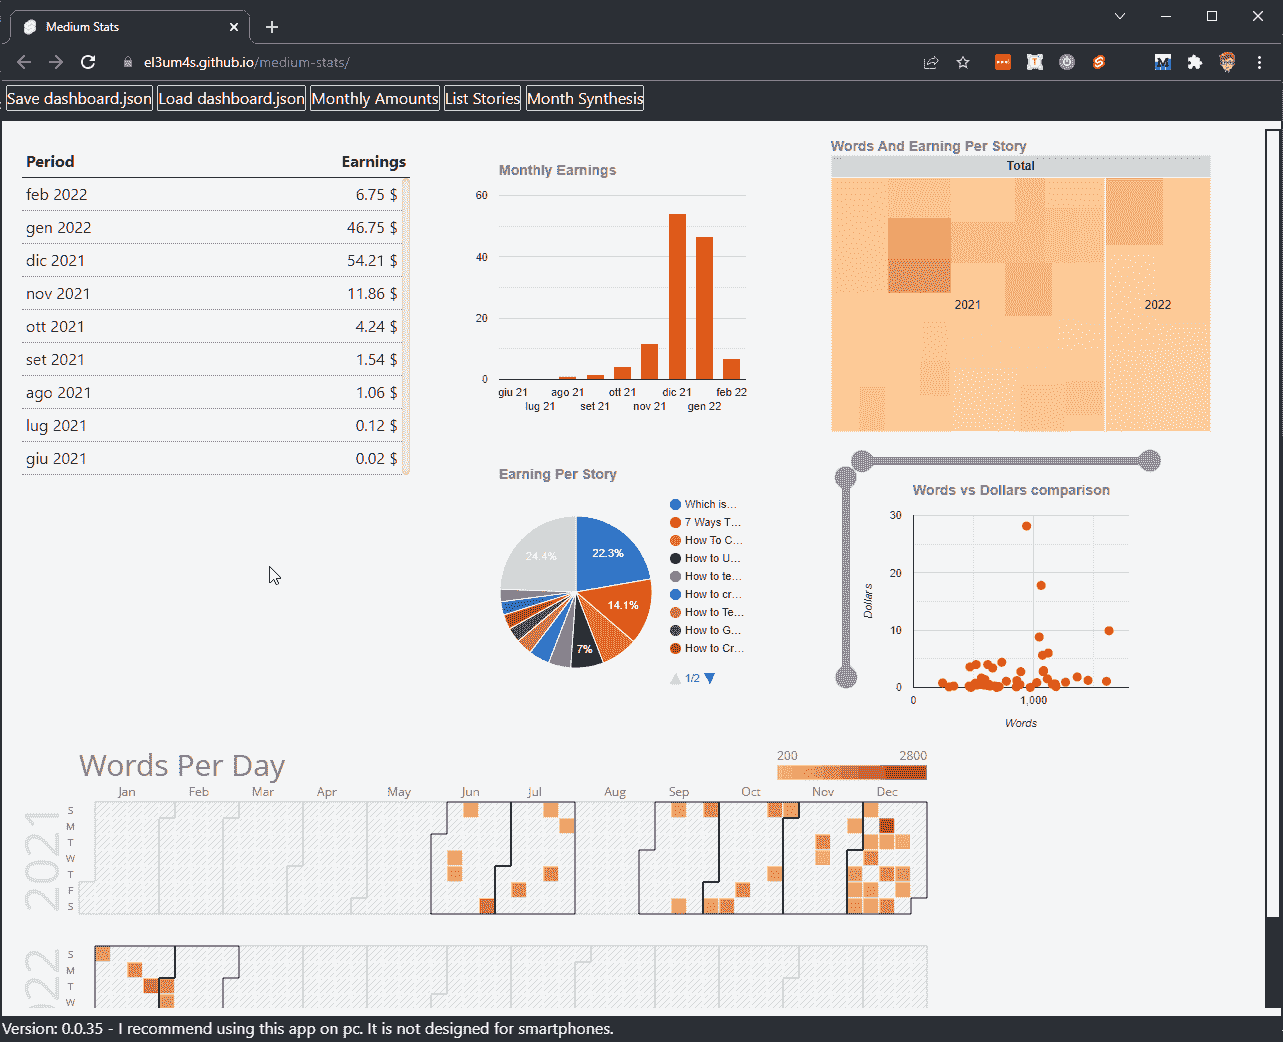 Medium Stats
el3um4s.github.io/medium-stats/
Save dashboard.json Load dashboard.json Monthly Amounts List Stories Month Synthesis
Period Earnings
feb 2022 6.75 $
gen 2022 46.75 $
dic 2021 54.21 $
nov 2021 11.86 $
ott 2021 4.24 $
set 2021 1.54 $
ago 2021 1.06 $
lug 2021 0.12 $
giu 2021 0.02 $
Monthly Earnings
60
40
20
0
giu 21 ago 21 ott 21 dic 21 feb 22
lug 21 set 21 nov 21 gen 22
Words And Earning Per Story
Total
2021 2022
Earning Per Story
24.4% 22.3%
14.1%
7%
Which is...
7 Ways T...
How To C...
How to U...
How to te...
How to cr...
How to Te...
How to G...
How to Cr...
1/2
Words vs Dollars comparison
30
20
10
0
Dollars
0 1,000
Words
Words Per Day
200 2800
Jan Feb Mar Apr May Jun Jul Aug Sep Oct Nov Dec
2021
S
M
T
W
T
F
S
S
M
T
W
Version: 0.0.35 - I recommend using this app on pc. It is not designed for smartphones.